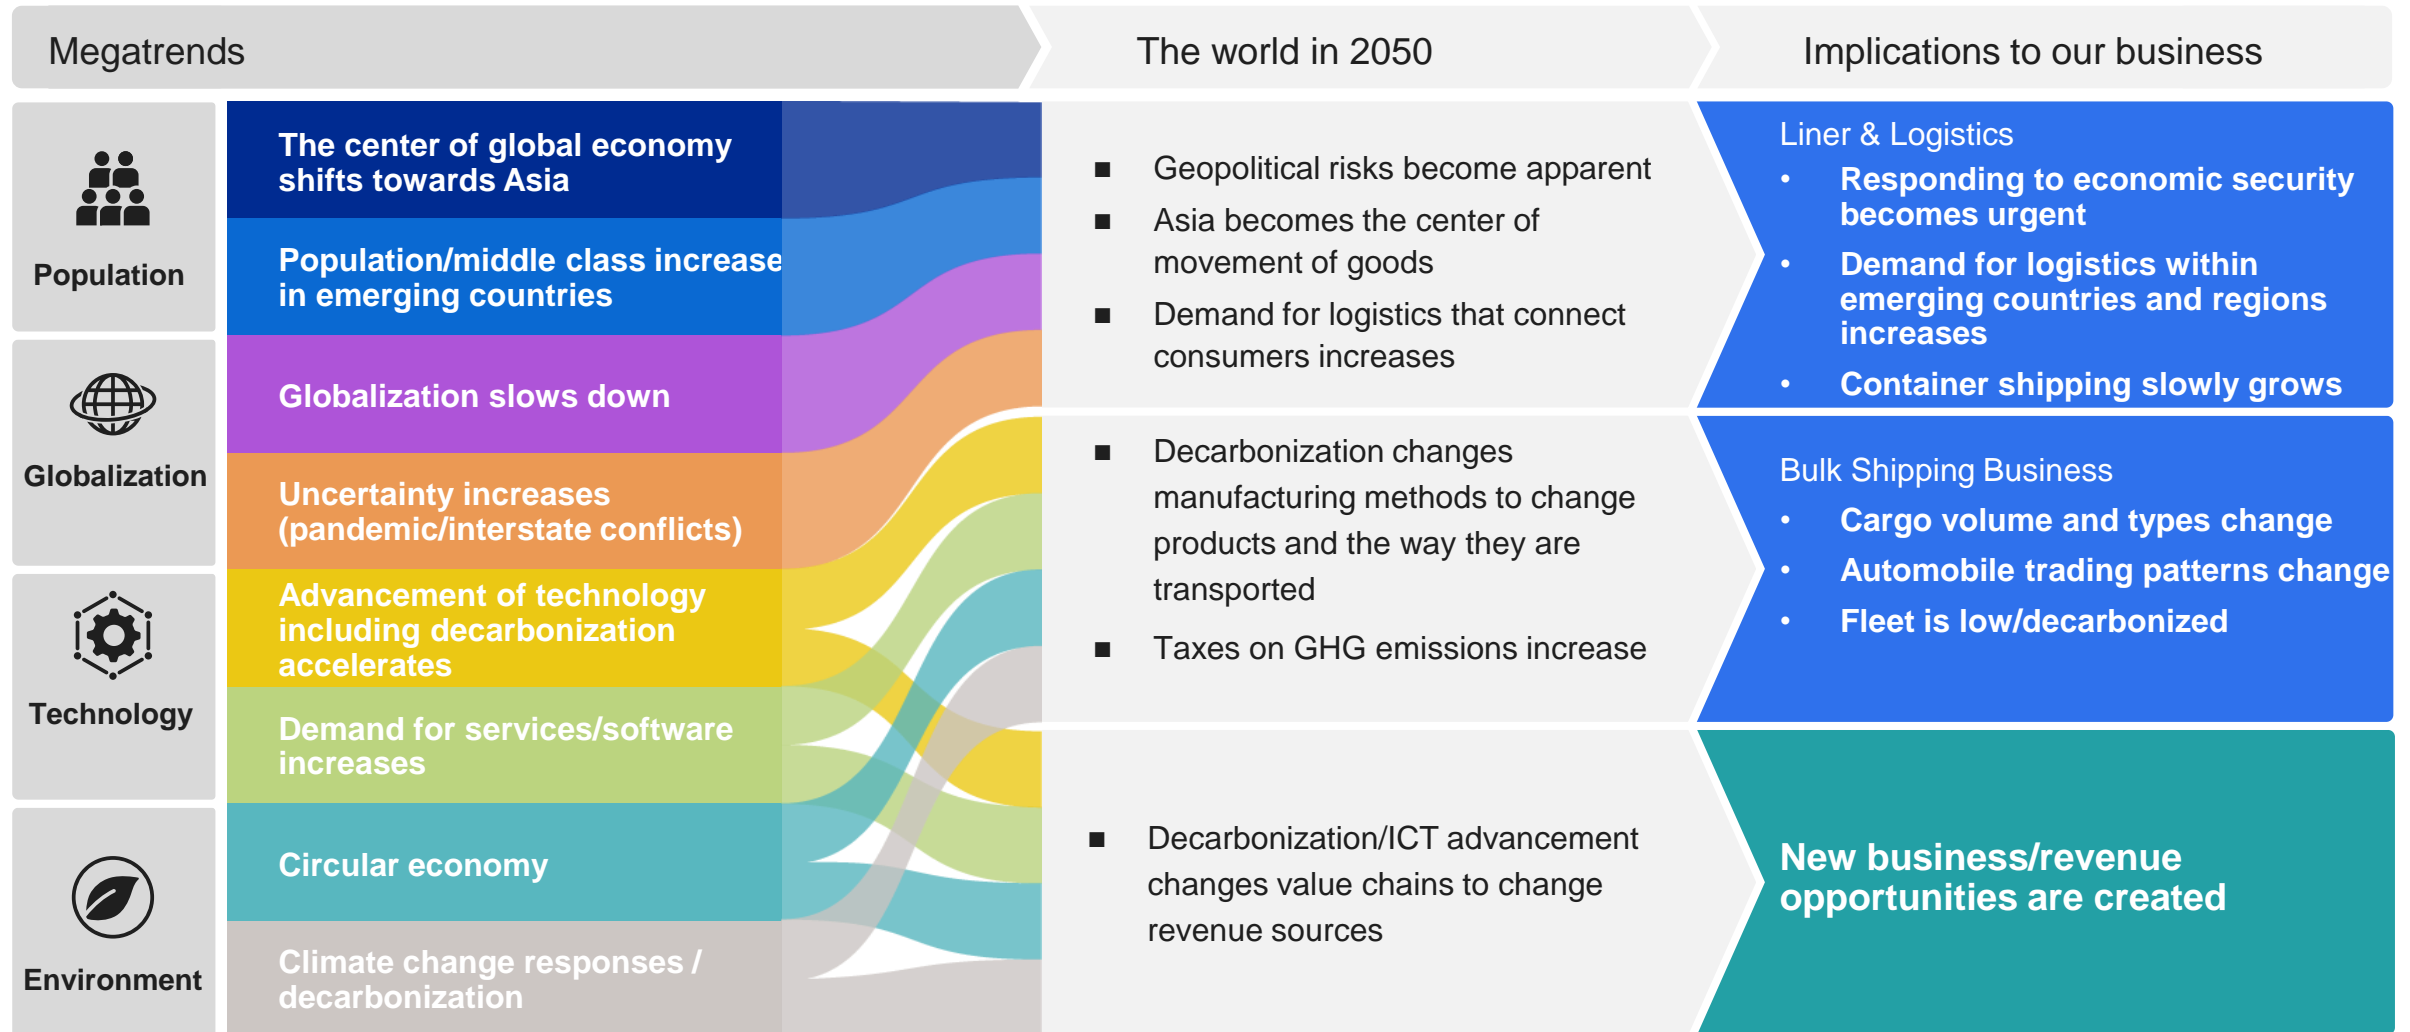 Megatrends
The world in 2050
Implications to our business
Population
Globalization
Technology
Environment
The center of global economy
shifts towards Asia
Population/middle class increase
in emerging countries
Globalization slows down
Uncertainty increases
(pandemic/interstate conflicts)
Advancement of technology
including decarbonization
accelerates
Demand for services/software
increases
Circular economy
Climate change responses /
decarbonization
■ Geopolitical risks become apparent
■ Asia becomes the center of
movement of goods
■ Demand for logistics that connect
consumers increases
■ Decarbonization changes
manufacturing methods to change
products and the way they are
transported
■ Taxes on GHG emissions increase
■ Decarbonization/ICT advancement
changes value chains to change
revenue sources
Liner & Logistics
• Responding to economic security
becomes urgent
• Demand for logistics within
emerging countries and regions
increases
• Container shipping slowly grows
Bulk Shipping Business
• Cargo volume and types change
• Automobile trading patterns change
• Fleet is low/decarbonized
New business/revenue
opportunities are created